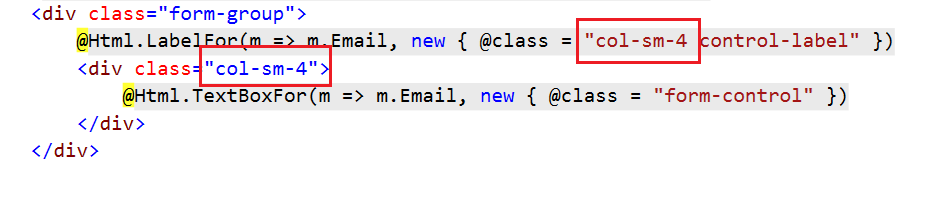 <div class="form-group">
@Html.LabelFor(m => m.Email, new { @class = "col-sm-4 control-label" })
<div class="col-sm-4">
@Html.TextBoxFor(m => m.Email, new { @class = "form-control" })
</div>
</div>